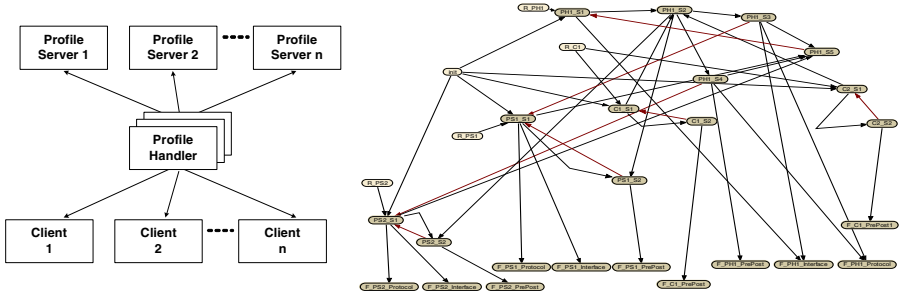 Profile
Server 1
Profile
Server 2
Profile
Server n
Profile
Handler
Client
1
Client
2
Client
n
R_PH1
PH1_S1
PH1_S2
PH1_S3
R_C1
PH1_S5
init
PH1_S4
C2_S1
C1_S1
PS1_S1
C1_S2
C2_S2
R_PS1
PS1_S2
R_PS2
PS2_S1
F_C1_PrePost1
PS2_S2
F_PS1_Protocol
F_PS1_Interface
F_PS1_PrePost
F_PH1_PrePost
F_PH1_Interface
F_PH1_Protocol
F_PS2_Protocol
F_PS2_Interface
F_PS2_PrePost
F_C1_PrePost